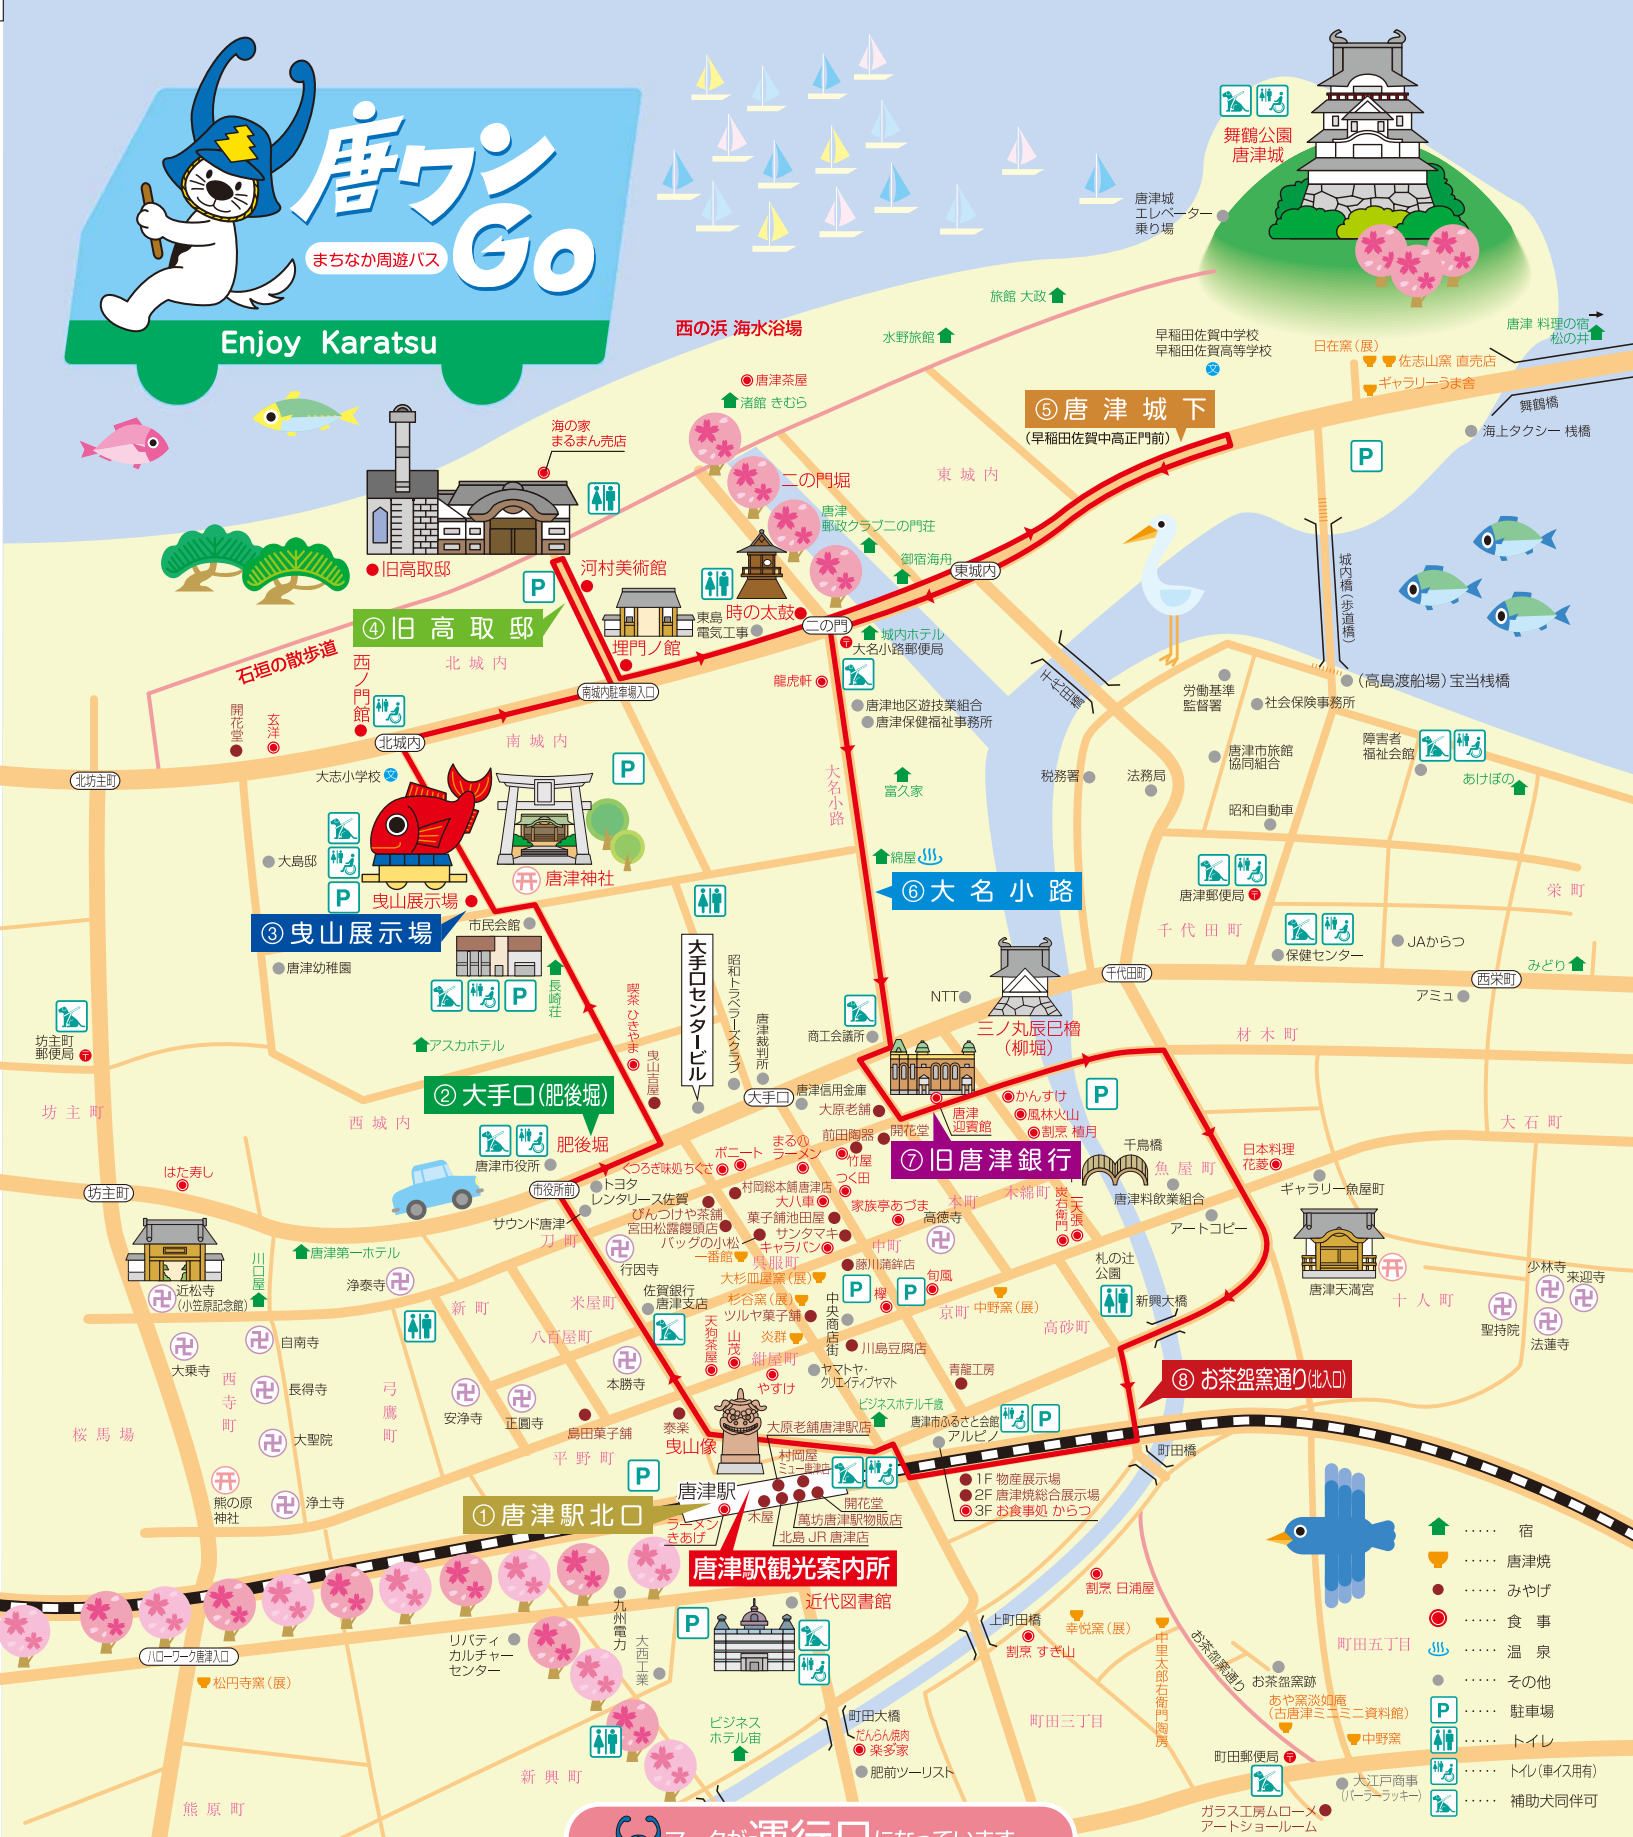 唐ワン
Go
まちなか周遊バス
Enjoy Karatsu
舞鶴公園
唐津城
唐津城
エレベーター
乗り場
旅館 大政
西の浜 海水浴場
水野旅館
早稲田佐賀中学校
早稲田佐賀高等学校
唐津 料理の宿
松の井
日在窯(展)
佐志山窯 直売店
ギャラリーうま舎
舞鶴橋
海上タクシー 桟橋
唐津茶屋
渚館 きむら
⑤唐津城下
(早稲田佐賀中高正門前)
海の家
まるまん売店
二の門堀
東城内
唐津
郵政クラブ二の門荘
御宿海舟
東城内
城内橋(歩道橋)
旧高取邸
河村美術館
④旧高取邸
時の太鼓
東島
電気工事
二の門
城内ホテル
大名小路郵便局
埋門ノ館
石垣の散歩道
西ノ門館
北城内
南城内駐車場入口
龍虎軒
千代田橋
労働基準
監督署
社会保険事務所
(高島渡船場)宝当桟橋
唐津地区遊技業組合
唐津保健福祉事務所
開花堂
玄洋
北城内
南城内
唐津市旅館
協同組合
障害者
福祉会館
あけぼの
税務署
法務局
昭和自動車
北坊主町
大志小学校
大名小路
富久家
大島邸
綿屋
唐津神社
曳山展示場
③曳山展示場
⑥大名小路
唐津郵便局
栄町
千代田町
市民会館
保健センター
JAからつ
唐津幼稚園
長崎荘
大手口センタービル
昭和トラベラーズクラブ
喫茶 ひきやま
曳山吉屋
唐津裁判所
NTT
千代田町
西栄町
みどり
アミュ
坊主町
郵便局
アスカホテル
商工会議所
三ノ丸辰巳櫓
(柳堀)
材木町
②大手口(肥後堀)
大手口
唐津信用金庫
大原老舗
かんすけ
風林火山
割烹 植月
唐津
迎賓館
坊主町
西城内
大石町
肥後堀
唐津市役所
前田陶器
開花堂
竹屋
⑦旧唐津銀行
千鳥橋
魚屋町
日本料理
花菱
ポニート
まるの
ラーメン
くつろぎ味処 ちぐさ
はた寿し
坊主町
市役所前
トヨタ
レンタリース佐賀
村岡総本舗唐津店
つく田
大八車
本町
木綿町
炭右衛門
天張
唐津料飲業組合
ギャラリー魚屋町
アートコピー
サウンド唐津
びんつけや茶舗
宮田松露饅頭店
バッグの小松
菓子舗池田屋
サンタマキ
キャラバン
家族亭あづま
高徳寺
刀町
行因寺
一番館
呉服町
中町
藤川蒲鉾店
大杉皿屋窯(展)
札の辻
公園
唐津第一ホテル
川口屋
近松寺
(小笠原記念館)
浄泰寺
新町
米屋町
佐賀銀行
唐津支店
杉谷窯(展)
ツルヤ菓子舗
欅
旬風
京町
中野窯(展)
新興大橋
唐津天満宮
少林寺
来迎寺
十人町
聖持院
法蓮寺
高砂町
中央商店街
自南寺
大乗寺
八百屋町
天狗茶屋
山茂
炎群
紺屋町
川島豆腐店
やすけ
ヤマトヤ・
クリエイティブヤマト
青龍工房
⑧お茶盌窯通り(北入口)
西寺町
長得寺
弓鷹町
本勝寺
安浄寺
正圓寺
ビジネスホテル千歳
唐津市ふるさと会館
アルピノ
桜馬場
大聖院
島田菓子舗
平野町
泰楽
曳山像
大原老舗唐津駅店
村岡屋
ミュー唐津店
町田橋
熊の原
神社
浄土寺
①唐津駅北口
唐津駅
ラーメン
きあげ
木屋
開花堂
萬坊唐津駅物販店
北島 JR 唐津店
1F 物産展示場
2F 唐津焼総合展示場
3F お食事処 からつ
唐津駅観光案内所
近代図書館
九州電力
大西工業
リバティ
カルチャー
センター
ハローワーク唐津入口
松円寺窯(展)
新興町
熊原町
ビジネス
ホテル宙
町田大橋
だんらん焼肉
楽多家
肥前ツーリスト
割烹 日浦屋
上町田橋
割烹 すぎ山
幸悦窯(展)
中里太郎右衛門陶房
お茶盌窯通り
お茶盌窯跡
町田三丁目
町田五丁目
あや窯淡如庵
(古唐津ミニミニ資料館)
中野窯
町田郵便局
大江戸商事
(パーラーラッキー)
ガラス工房ムローメ
アートショールーム
‥‥‥ 宿
‥‥‥ 唐津焼
‥‥‥ みやげ
‥‥‥ 食事
‥‥‥ 温泉
‥‥‥ その他
P ‥‥‥ 駐車場
‥‥‥ トイレ
‥‥‥ トイレ(車イス用有)
‥‥‥ 補助犬同伴可